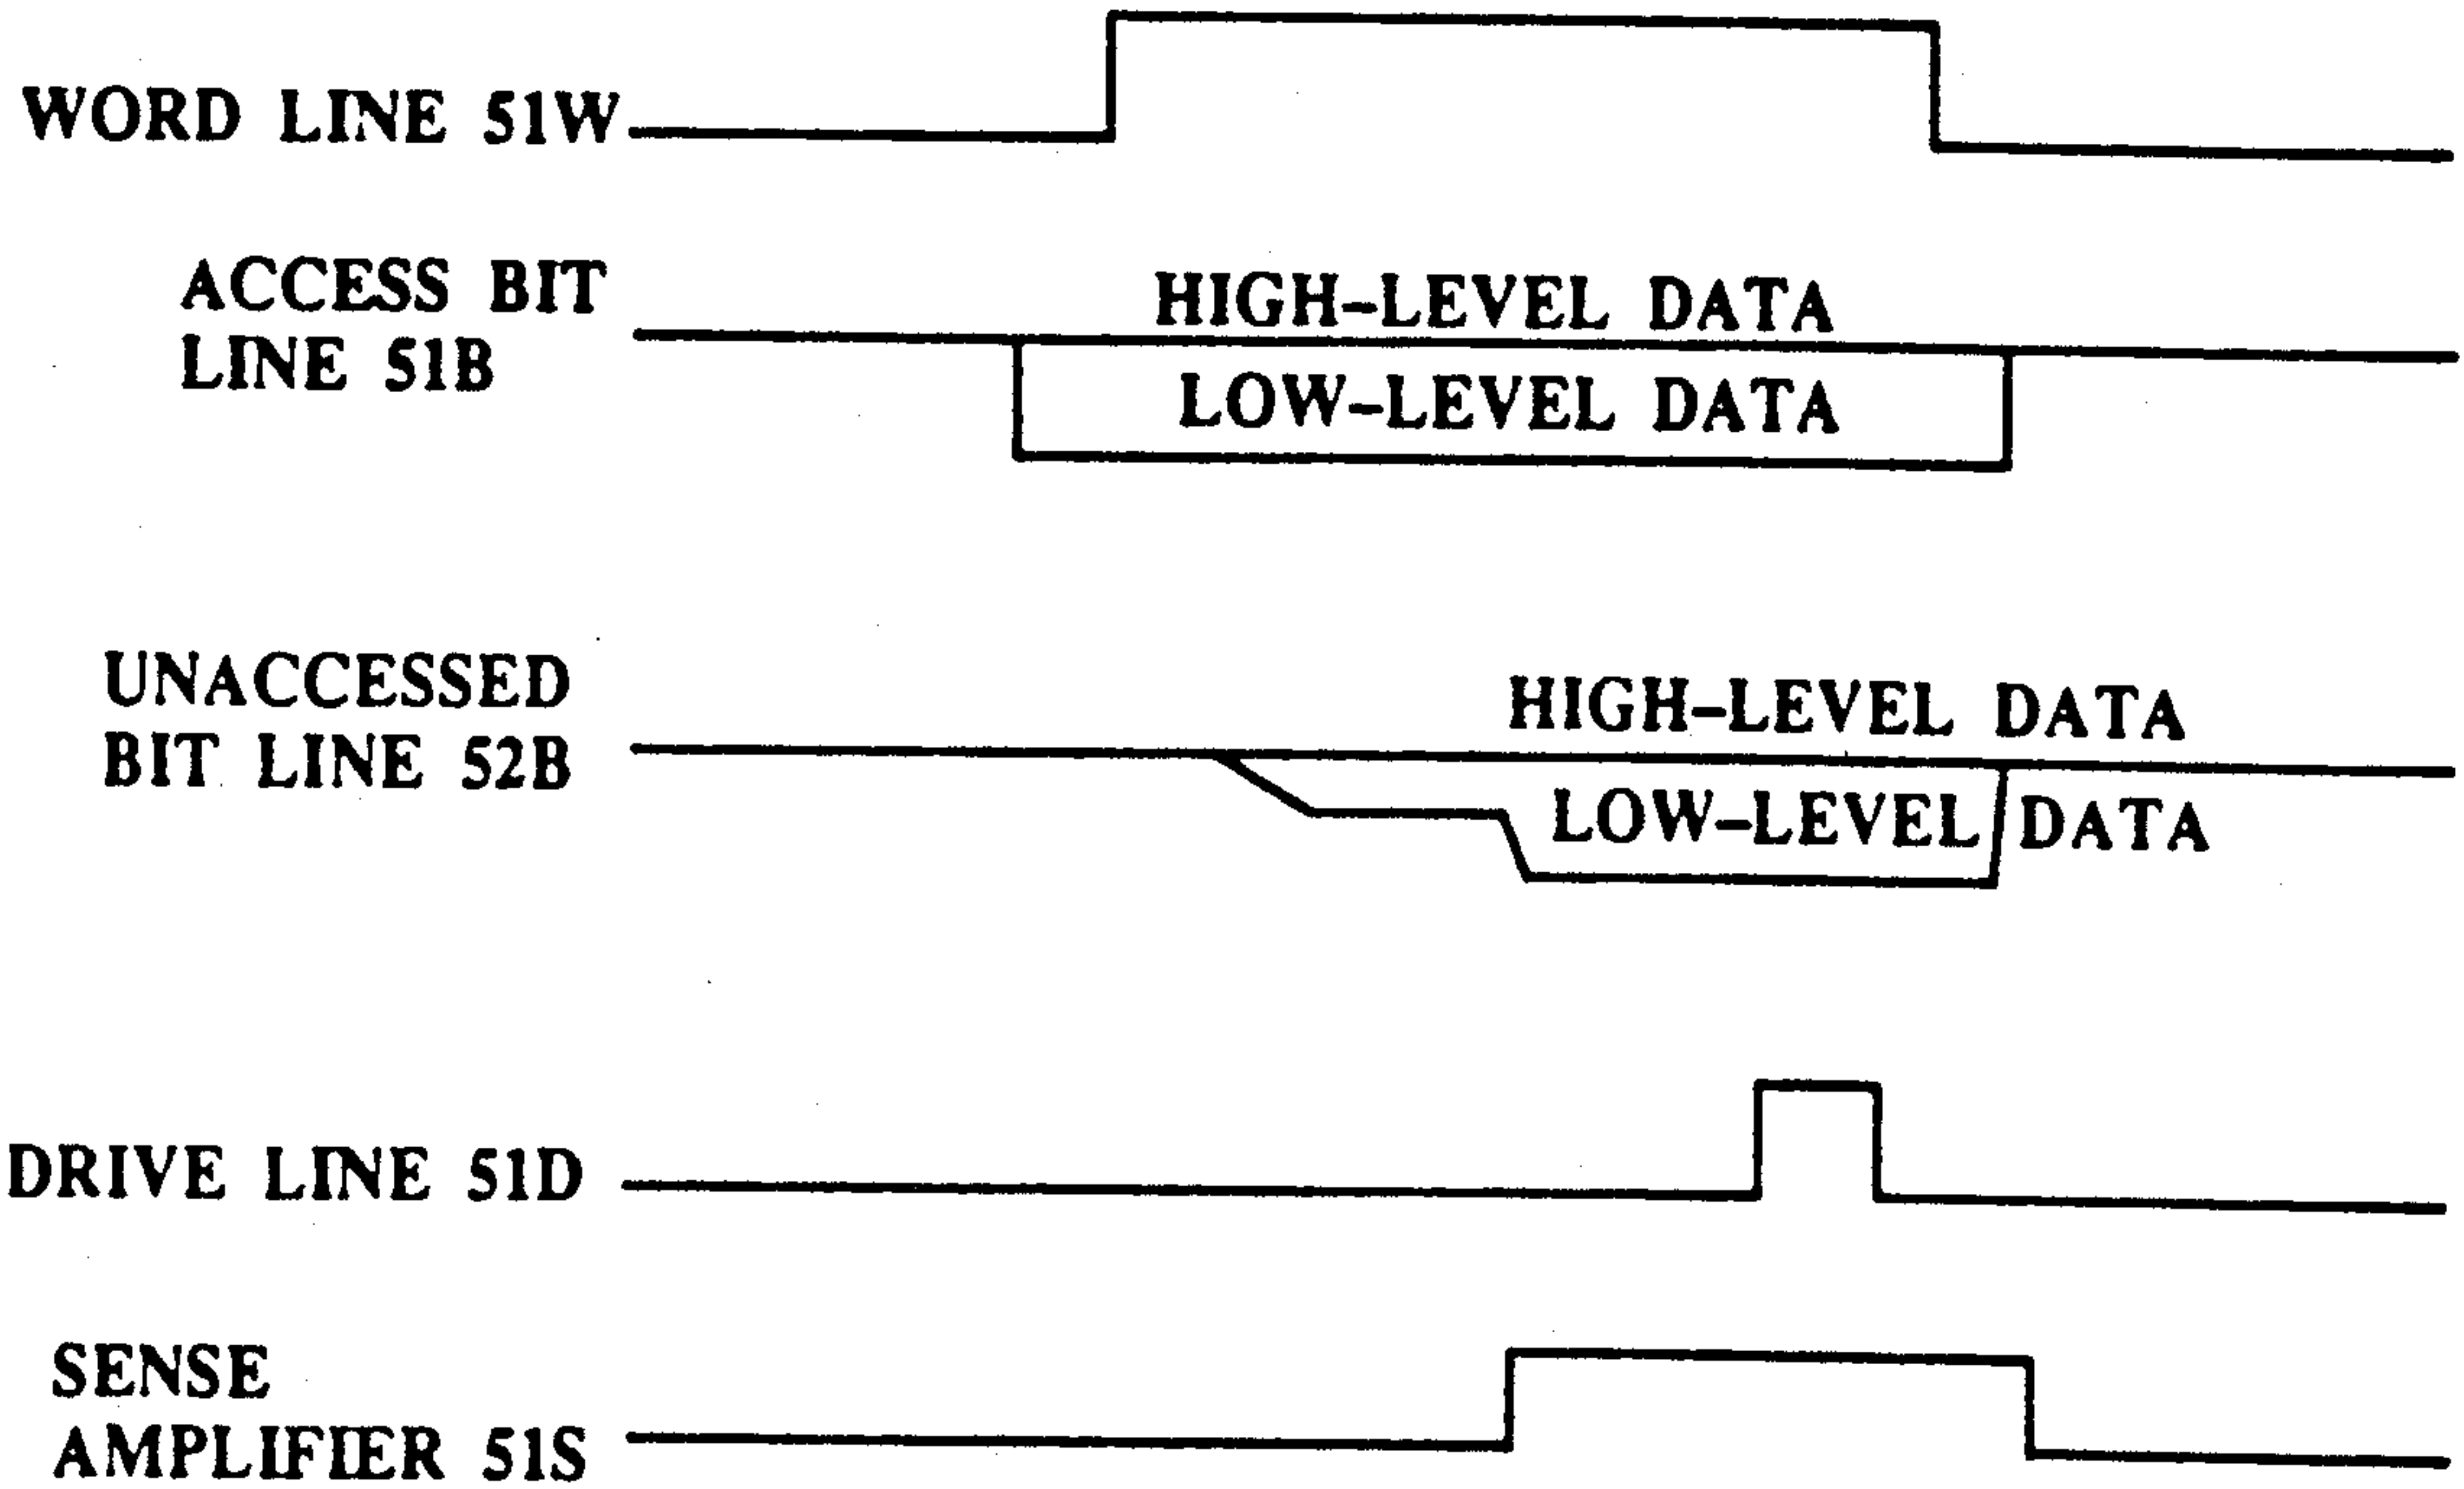 WORD LINE 51W
ACCESS BIT
LINE 51B
HIGH-LEVEL DATA
LOW-LEVEL DATA
UNACCESSED
BIT LINE 52B
HIGH-LEVEL DATA
LOW-LEVEL DATA
DRIVE LINE 51D
SENSE
AMPLIFIER 51S